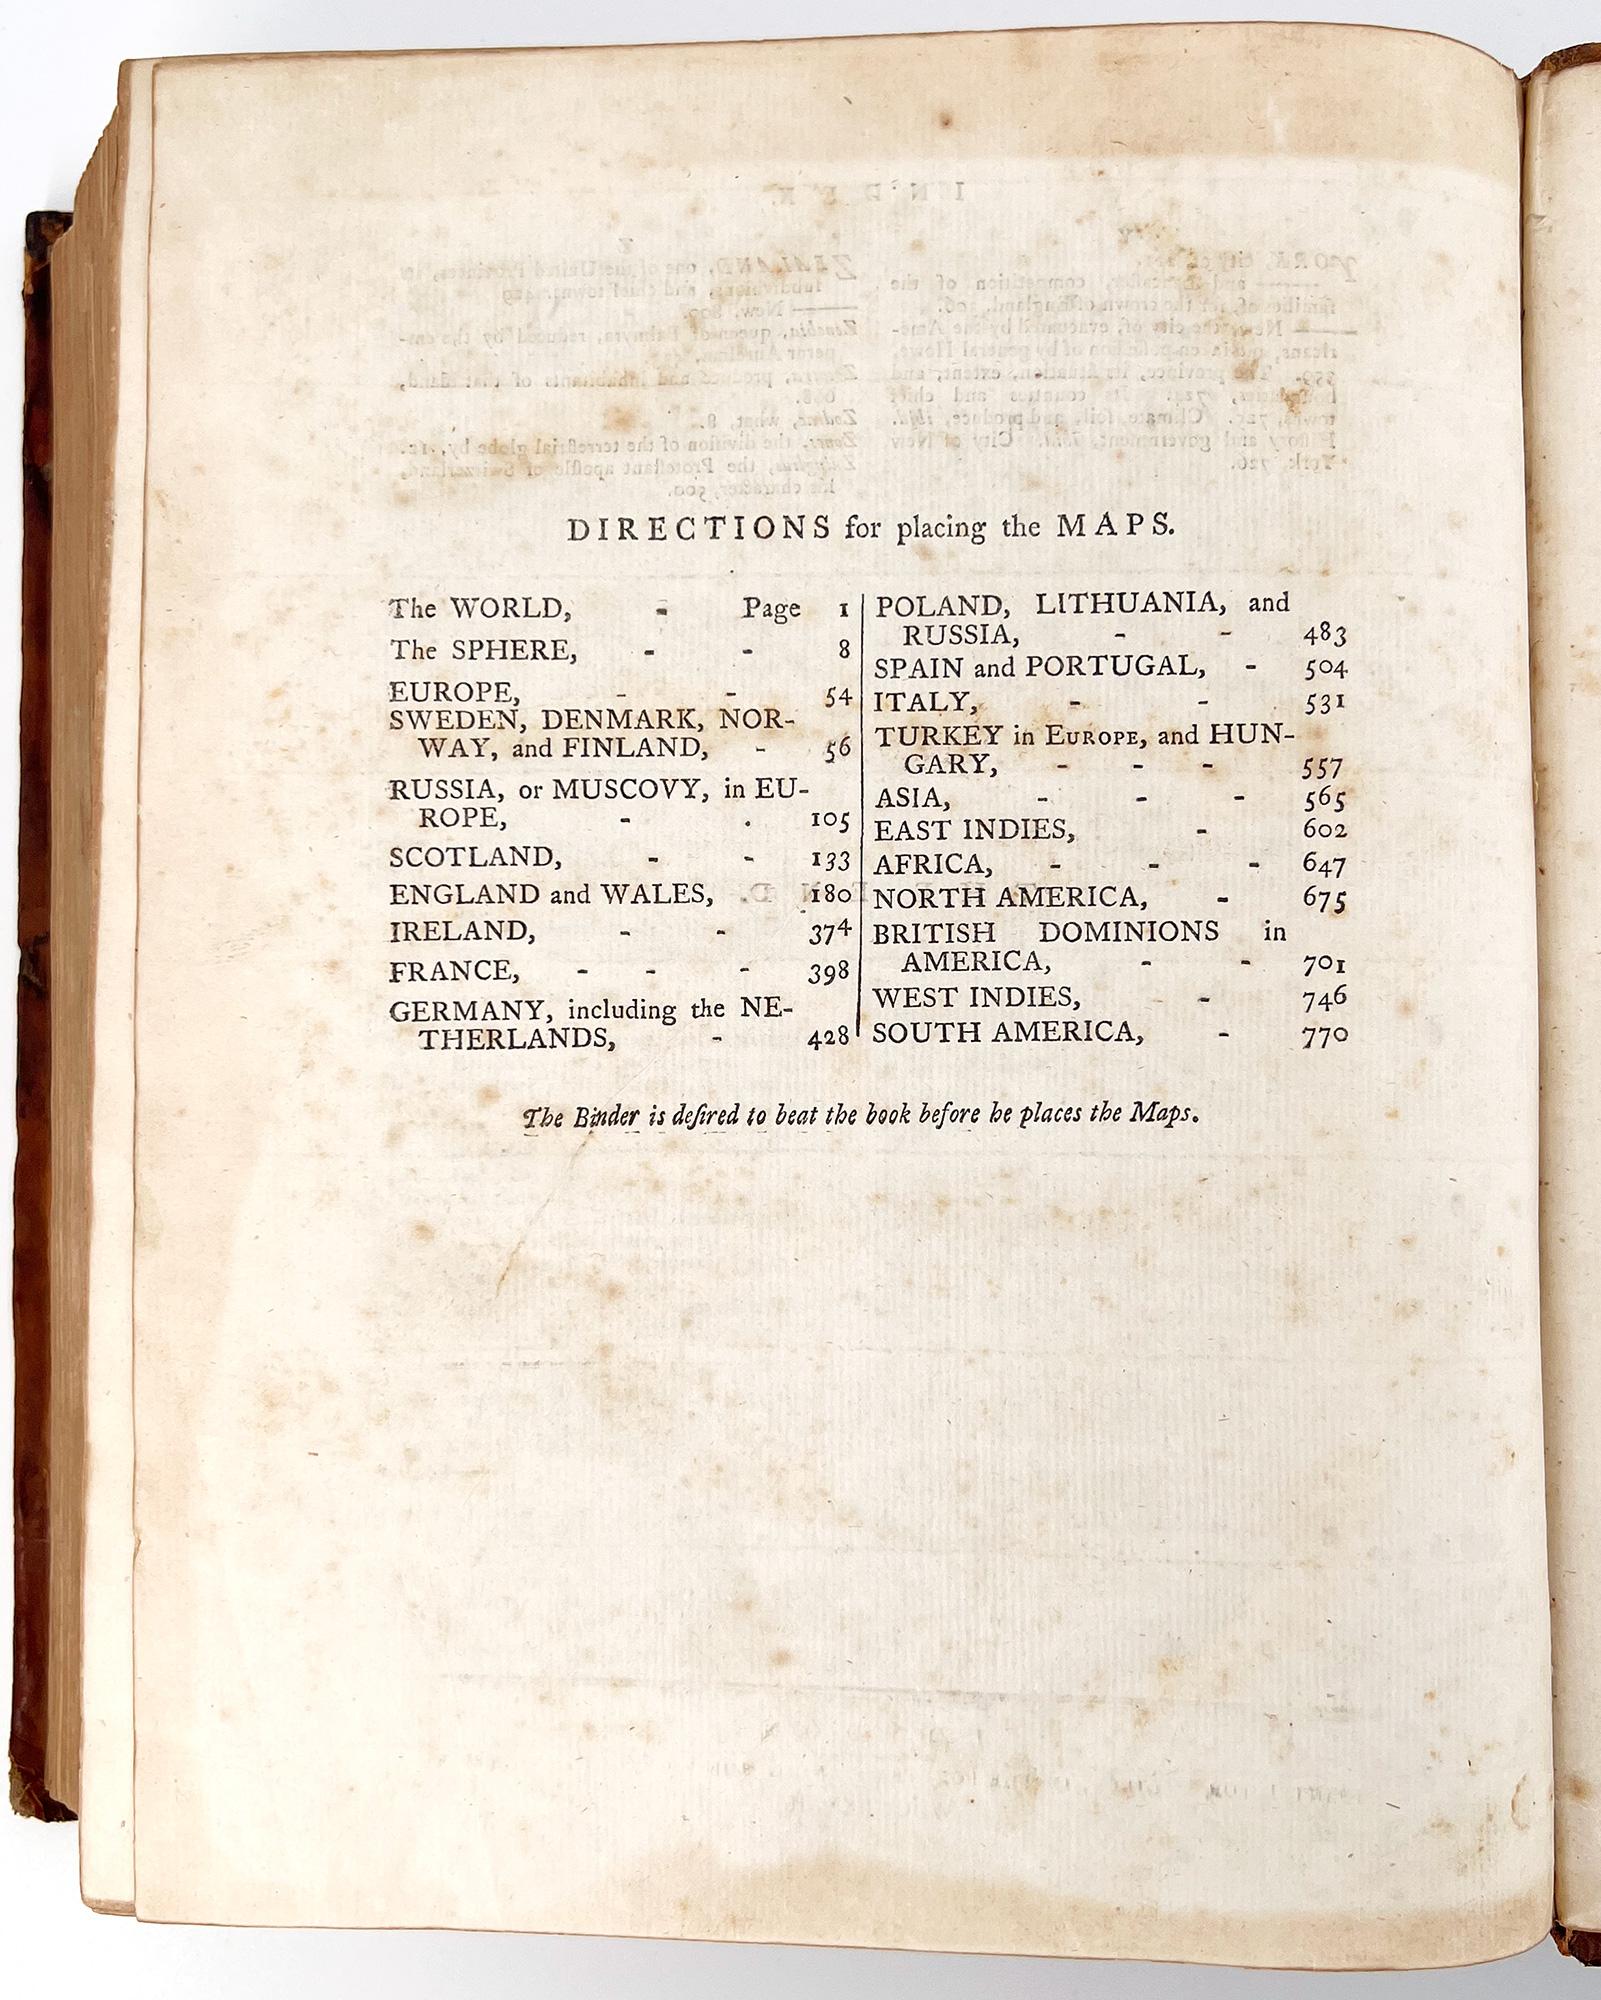 DIRECTIONS for placing the MAPS.
The WORLD, - Page 1
The SPHERE, - - 8
EUROPE, - - 54
SWEDEN, DENMARK, NOR-
WAY, and FINLAND, - 56
RUSSIA, or MUSCOVY, in EU-
ROPE, - . 105
SCOTLAND, - - 133
ENGLAND and WALES, 180
IRELAND, - - 374
FRANCE, - - - 398
GERMANY, including the NE-
THERLANDS, - 428
POLAND, LITHUANIA, and
RUSSIA, - - 483
SPAIN and PORTUGAL, - 504
ITALY, - - 531
TURKEY in EUROPE, and HUN-
GARY, - - - 557
ASIA, - - - 565
EAST INDIES, - 602
AFRICA, - - - 647
NORTH AMERICA, - 675
BRITISH DOMINIONS in
AMERICA, - - 701
WEST INDIES, - 746
SOUTH AMERICA, - 770
The Binder is deſired to beat the book before he places the Maps.